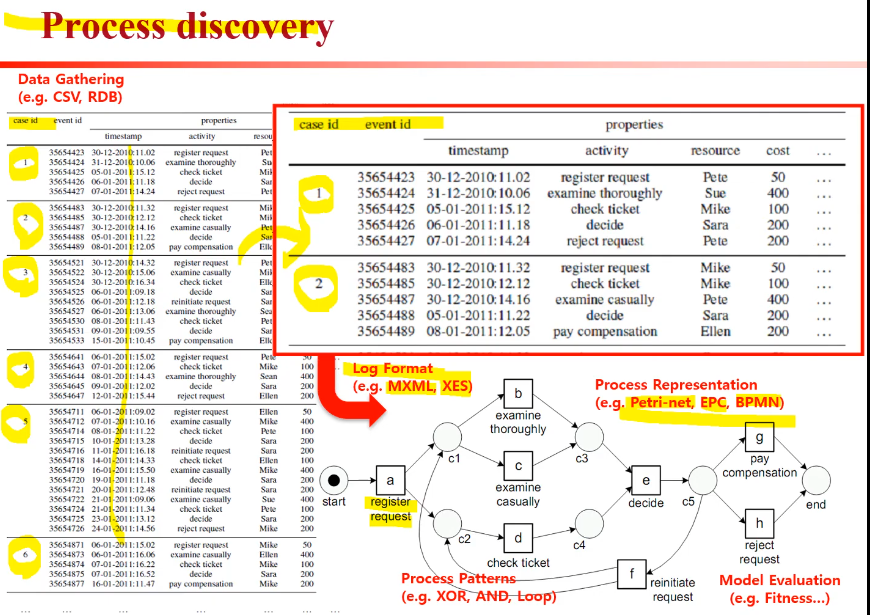 Process discovery
Data Gathering
(e.g. CSV, RDB)
case id event id properties
timestamp activity
1
35654423 30-12-2010:11.02 register request
35654424 31-12-2010:10.06 examine thoroughly
35654425 05-01-2011:15.12 check ticket
35654426 06-01-2011:11.18 decide
35654427 07-01-2011:14.24 reject request
2
35654483 30-12-2010:11.32 register request
35654485 30-12-2010:12.12 check ticket
35654487 30-12-2010:14.16 examine casually
35654488 05-01-2011:11.22 decide
35654489 08-01-2011:12.05 pay compensation
3
35654521 30-12-2010:14.32 register request
35654522 30-12-2010:15.06 examine casually
35654524 30-12-2010:16.34 check ticket
35654525 06-01-2011:09.18 decide
35654526 06-01-2011:12.18 reinitiate request
35654527 06-01-2011:13.06 examine thoroughly
35654530 08-01-2011:11.43 check ticket
35654531 09-01-2011:09.55 decide
35654533 15-01-2011:10.45 pay compensation
4
35654641 06-01-2011:15.02 register request Pete 50
35654643 07-01-2011:12.06 check ticket Mike 100
35654644 08-01-2011:14.43 examine thoroughly Sean 400
35654645 09-01-2011:12.02 decide Sara 200
35654647 12-01-2011:15.44 reject request Ellen 200
5
35654711 06-01-2011:09.02 register request Ellen 50
35654712 07-01-2011:10.16 examine casually Mike 400
35654714 08-01-2011:11.22 check ticket Pete 100
35654715 10-01-2011:13.28 decide Sara 200
35654716 11-01-2011:16.18 reinitiate request Sara 200
35654718 14-01-2011:14.33 check ticket Ellen 100
35654719 16-01-2011:15.50 examine casually Mike 400
35654720 19-01-2011:11.18 decide Sara 200
35654721 20-01-2011:12.48 reinitiate request Sara 200
35654722 21-01-2011:09.06 examine casually Sue 400
35654724 21-01-2011:11.34 check ticket Pete 100
35654725 23-01-2011:13.12 decide Sara 200
35654726 24-01-2011:14.56 reject request Mike 200
6
35654871 06-01-2011:15.02 register request Mike 50
35654873 06-01-2011:16.06 examine casually Ellen 400
35654874 07-01-2011:16.22 check ticket Mike 100
35654875 07-01-2011:16.52 decide Sara 200
35654877 16-01-2011:11.47 pay compensation Mike 200
... ... ... ... ... ...
case id event id properties
timestamp activity resource cost ...
1
35654423 30-12-2010:11.02 register request Pete 50 ...
35654424 31-12-2010:10.06 examine thoroughly Sue 400 ...
35654425 05-01-2011:15.12 check ticket Mike 100 ...
35654426 06-01-2011:11.18 decide Sara 200 ...
35654427 07-01-2011:14.24 reject request Pete 200 ...
2
35654483 30-12-2010:11.32 register request Mike 50 ...
35654485 30-12-2010:12.12 check ticket Mike 100 ...
35654487 30-12-2010:14.16 examine casually Pete 400 ...
35654488 05-01-2011:11.22 decide Sara 200 ...
35654489 08-01-2011:12.05 pay compensation Ellen 200 ...
Log Format
(e.g. MXML, XES)
Process Representation
(e.g. Petri-net, EPC, BPMN)
start
a
register
request
c1
c2
b
examine
thoroughly
c
examine
casually
d
check ticket
c3
c4
e
decide
c5
f
reinitiate
request
g
pay
compensation
h
reject
request
end
Process Patterns
(e.g. XOR, AND, Loop)
Model Evaluation
(e.g. Fitness...)